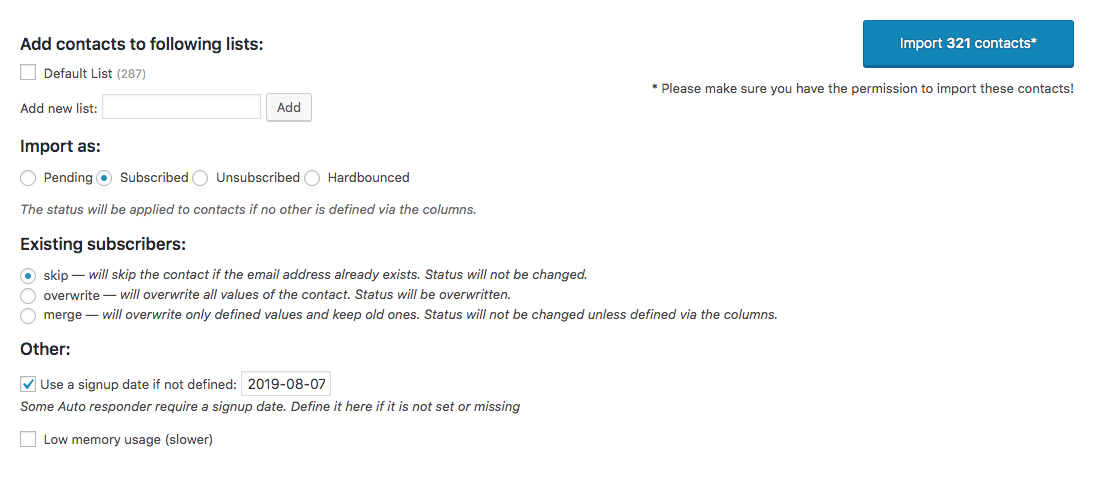 Add contacts to following lists:
Import 321 contacts*
Default List (287)
* Please make sure you have the permission to import these contacts!
Add new list:
Add
Import as:
Pending Subscribed Unsubscribed Hardbounced
The status will be applied to contacts if no other is defined via the columns.
Existing subscribers:
skip — will skip the contact if the email address already exists. Status will not be changed.
overwrite — will overwrite all values of the contact. Status will be overwritten.
merge — will overwrite only defined values and keep old ones. Status will not be changed unless defined via the columns.
Other:
Use a signup date if not defined: 2019-08-07
Some Auto responder require a signup date. Define it here if it is not set or missing
Low memory usage (slower)